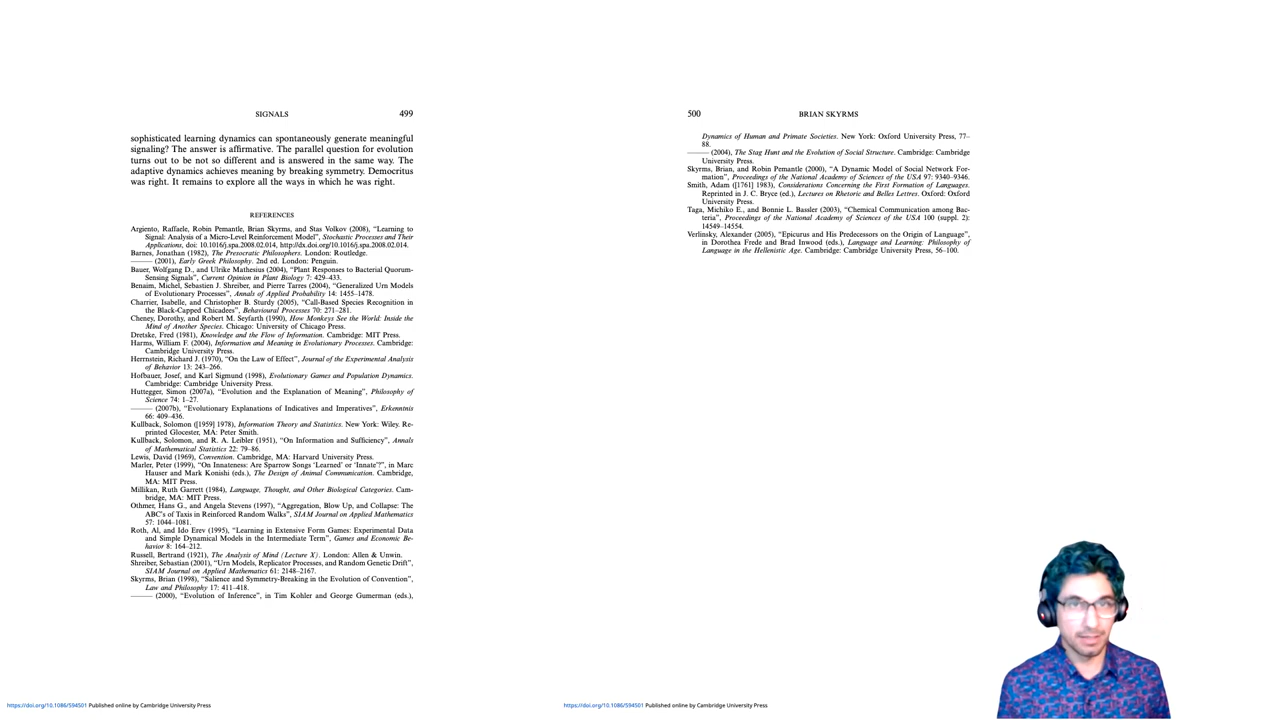 SIGNALS 499
sophisticated learning dynamics can spontaneously generate meaningful
signaling? The answer is affirmative. The parallel question for evolution
turns out to be not so different and is answered in the same way. The
adaptive dynamics achieves meaning by breaking symmetry. Democritus
was right. It remains to explore all the ways in which he was right.
REFERENCES
Argiento, Raffaele, Robin Pemantle, Brian Skyrms, and Stas Volkov (2008), “Learning to
Signal: Analysis of a Micro-Level Reinforcement Model”, Stochastic Processes and Their
Applications, doi: 10.1016/j.spa.2008.02.014, http://dx.doi.org/10.1016/j.spa.2008.02.014.
Barnes, Jonathan (1982), The Presocratic Philosophers. London: Routledge.
——— (2001), Early Greek Philosophy. 2nd ed. London: Penguin.
Bauer, Wolfgang D., and Ulrike Mathesius (2004), “Plant Responses to Bacterial Quorum-
Sensing Signals”, Current Opinion in Plant Biology 7: 429–433.
Benaim, Michel, Sebastien J. Shreiber, and Pierre Tarres (2004), “Generalized Urn Models
of Evolutionary Processes”, Annals of Applied Probability 14: 1455–1478.
Charrier, Isabelle, and Christopher B. Sturdy (2005), “Call-Based Species Recognition in
the Black-Capped Chicadees”, Behavioural Processes 70: 271–281.
Cheney, Dorothy, and Robert M. Seyfarth (1990), How Monkeys See the World: Inside the
Mind of Another Species. Chicago: University of Chicago Press.
Dretske, Fred (1981), Knowledge and the Flow of Information. Cambridge: MIT Press.
Harms, William F. (2004), Information and Meaning in Evolutionary Processes. Cambridge:
Cambridge University Press.
Herrnstein, Richard J. (1970), “On the Law of Effect”, Journal of the Experimental Analysis
of Behavior 13: 243–266.
Hofbauer, Josef, and Karl Sigmund (1998), Evolutionary Games and Population Dynamics.
Cambridge: Cambridge University Press.
Huttegger, Simon (2007a), “Evolution and the Explanation of Meaning”, Philosophy of
Science 74: 1–27.
——— (2007b), “Evolutionary Explanations of Indicatives and Imperatives”, Erkenntnis
66: 409–436.
Kullback, Solomon ([1959] 1978), Information Theory and Statistics. New York: Wiley. Re-
printed Glocester, MA: Peter Smith.
Kullback, Solomon, and R. A. Leibler (1951), “On Information and Sufficiency”, Annals
of Mathematical Statistics 22: 79–86.
Lewis, David (1969), Convention. Cambridge, MA: Harvard University Press.
Marler, Peter (1999), “On Innateness: Are Sparrow Songs ‘Learned’ or ‘Innate’?”, in Marc
Hauser and Mark Konishi (eds.), The Design of Animal Communication. Cambridge,
MA: MIT Press.
Millikan, Ruth Garrett (1984), Language, Thought, and Other Biological Categories. Cam-
bridge, MA: MIT Press.
Othmer, Hans G., and Angela Stevens (1997), “Aggregation, Blow Up, and Collapse: The
ABC’s of Taxis in Reinforced Random Walks”, SIAM Journal on Applied Mathematics
57: 1044–1081.
Roth, Al, and Ido Erev (1995), “Learning in Extensive Form Games: Experimental Data
and Simple Dynamical Models in the Intermediate Term”, Games and Economic Be-
havior 8: 164–212.
Russell, Bertrand (1921), The Analysis of Mind (Lecture X). London: Allen & Unwin.
Shreiber, Sebastian (2001), “Urn Models, Replicator Processes, and Random Genetic Drift”,
SIAM Journal on Applied Mathematics 61: 2148–2167.
Skyrms, Brian (1998), “Salience and Symmetry-Breaking in the Evolution of Convention”,
Law and Philosophy 17: 411–418.
——— (2000), “Evolution of Inference”, in Tim Kohler and George Gumerman (eds.),
https://doi.org/10.1086/594501 Published online by Cambridge University Press
500 BRIAN SKYRMS
Dynamics of Human and Primate Societies. New York: Oxford University Press, 77–
88.
——— (2004), The Stag Hunt and the Evolution of Social Structure. Cambridge: Cambridge
University Press.
Skyrms, Brian, and Robin Pemantle (2000), “A Dynamic Model of Social Network For-
mation”, Proceedings of the National Academy of Sciences of the USA 97: 9340–9346.
Smith, Adam ([1761] 1983), Considerations Concerning the First Formation of Languages.
Reprinted in J. C. Bryce (ed.), Lectures on Rhetoric and Belles Lettres. Oxford: Oxford
University Press.
Taga, Michiko E., and Bonnie L. Bassler (2003), “Chemical Communication among Bac-
teria”, Proceedings of the National Academy of Sciences of the USA 100 (suppl. 2):
14549–14554.
Verlinsky, Alexander (2005), “Epicurus and His Predecessors on the Origin of Language”,
in Dorothea Frede and Brad Inwood (eds.), Language and Learning: Philosophy of
Language in the Hellenistic Age. Cambridge: Cambridge University Press, 56–100.
https://doi.org/10.1086/594501 Published online by Cambridge University Press